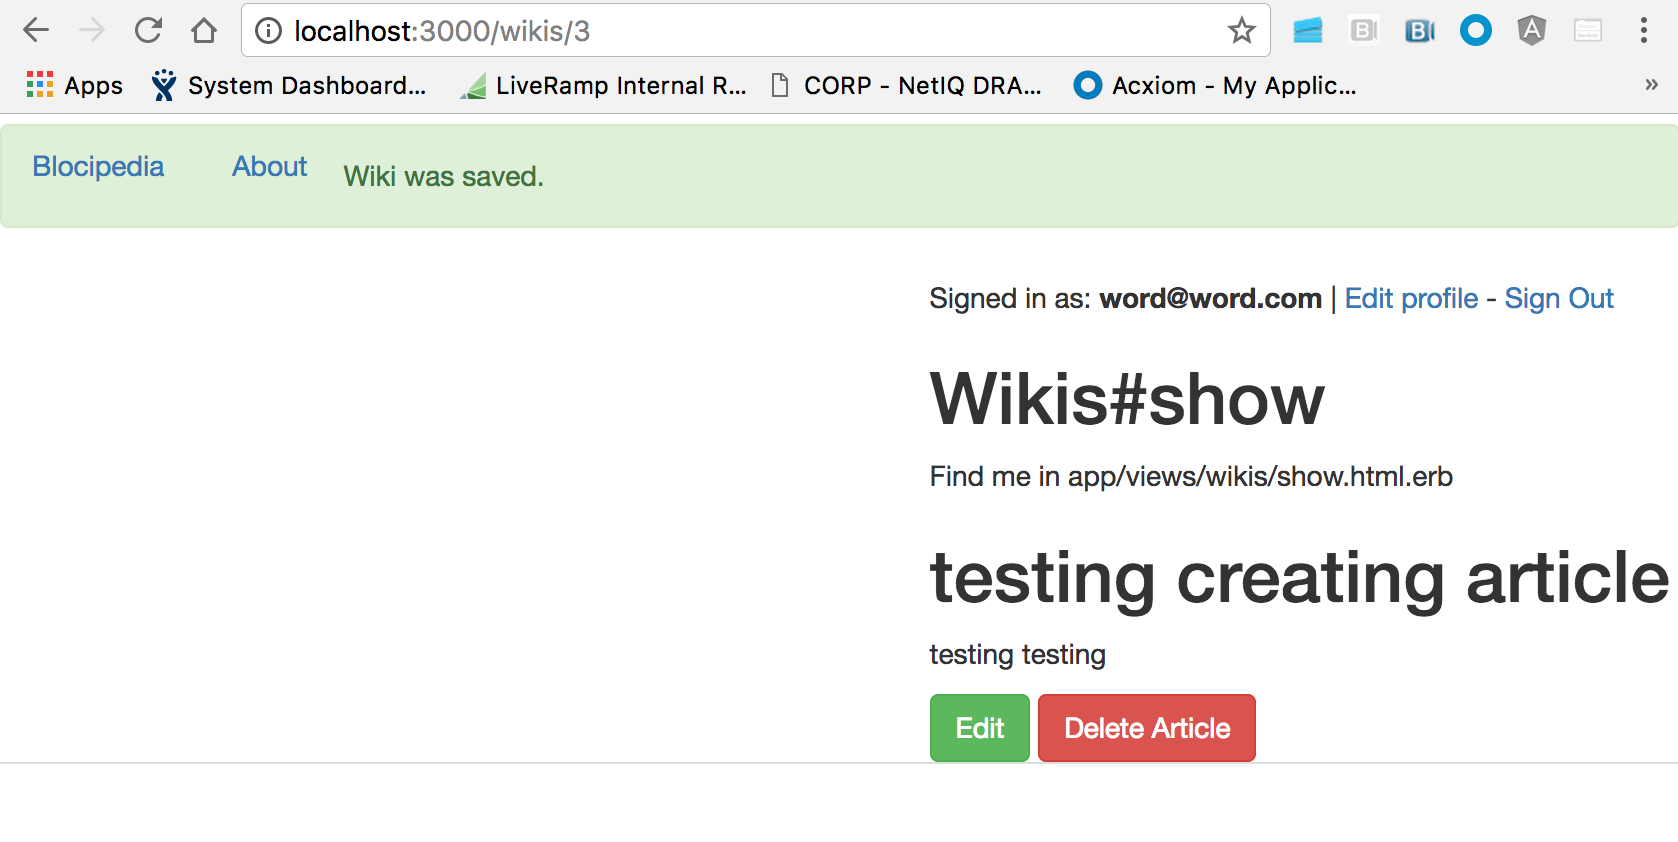 localhost:3000/wikis/3
Apps System Dashboard... LiveRamp Internal R... CORP - NetIQ DRA... Acxiom - My Applic... »
Blocipedia About Wiki was saved.
Signed in as: word@word.com | Edit profile - Sign Out
Wikis#show
Find me in app/views/wikis/show.html.erb
testing creating article
testing testing
Edit Delete Article